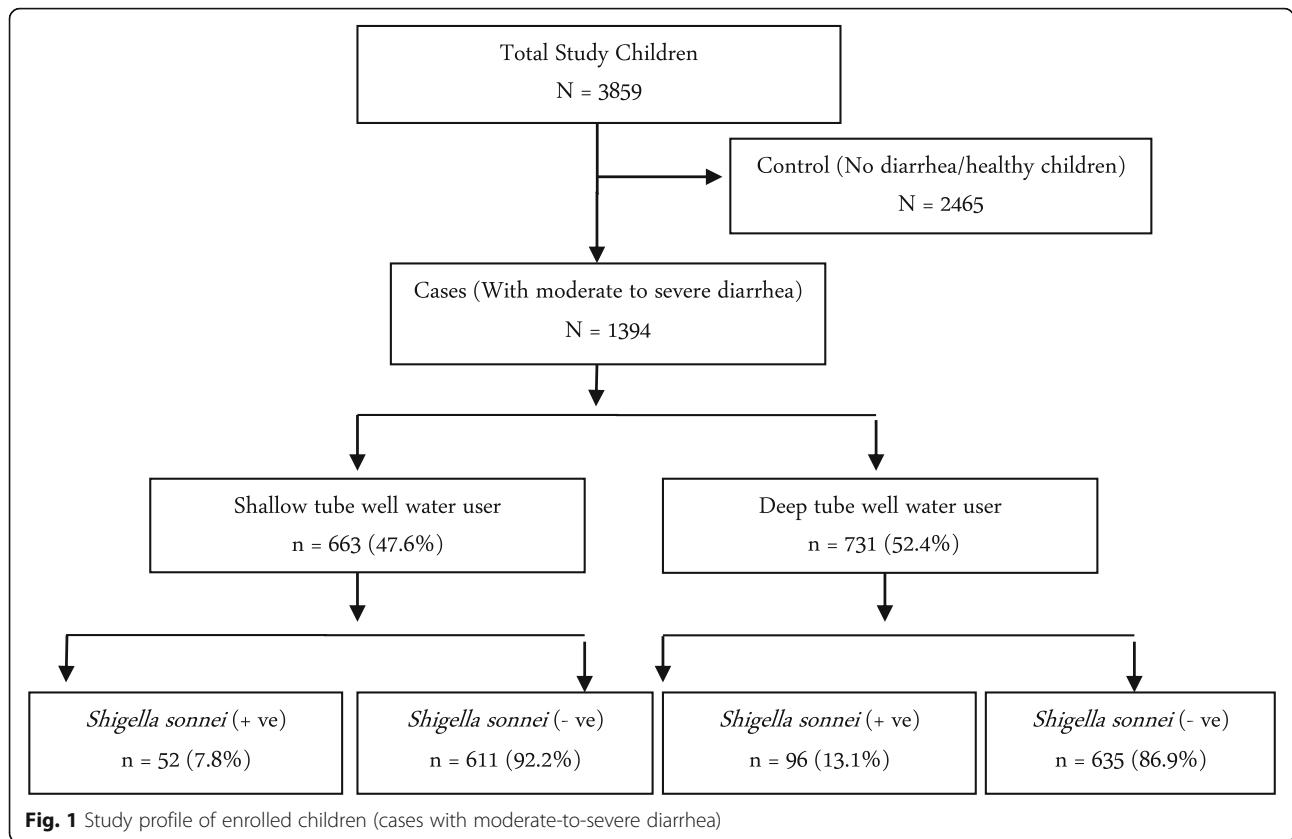 Total Study Children
N = 3859
Control (No diarrhea/healthy children)
N = 2465
Cases (With moderate to severe diarrhea)
N = 1394
Shallow tube well water user
n = 663 (47.6%)
Deep tube well water user
n = 731 (52.4%)
Shigella sonnei (+ ve)
n = 52 (7.8%)
Shigella sonnei (- ve)
n = 611 (92.2%)
Shigella sonnei (+ ve)
n = 96 (13.1%)
Shigella sonnei (- ve)
n = 635 (86.9%)
Fig. 1 Study profile of enrolled children (cases with moderate-to-severe diarrhea)